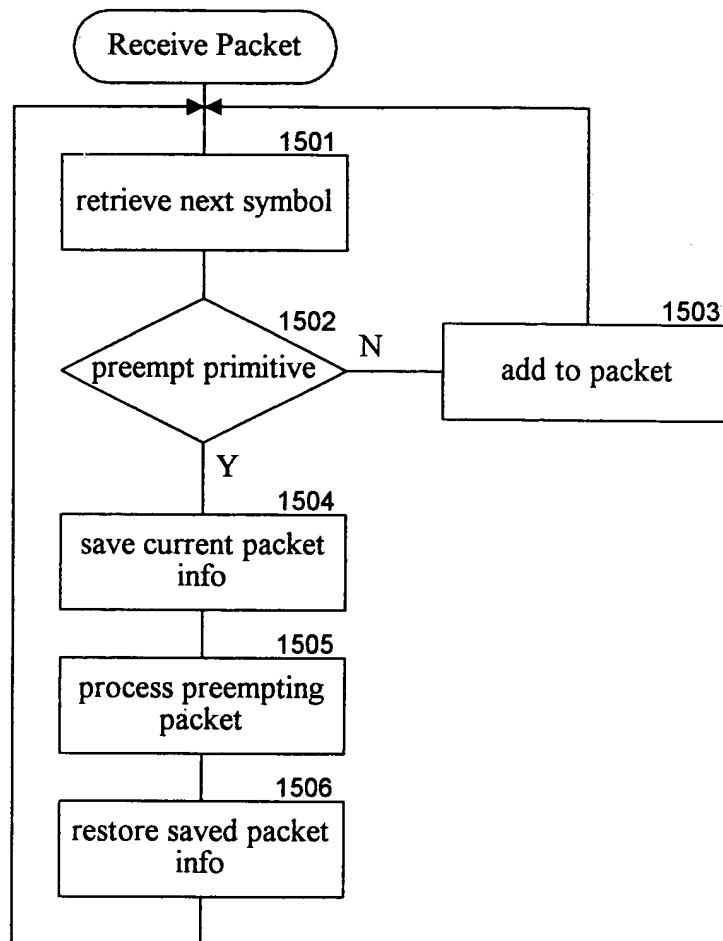 Receive Packet
1501
retrieve next symbol
1502
preempt primitive
N
1503
add to packet
Y
1504
save current packet
info
1505
process preempting
packet
1506
restore saved packet
info